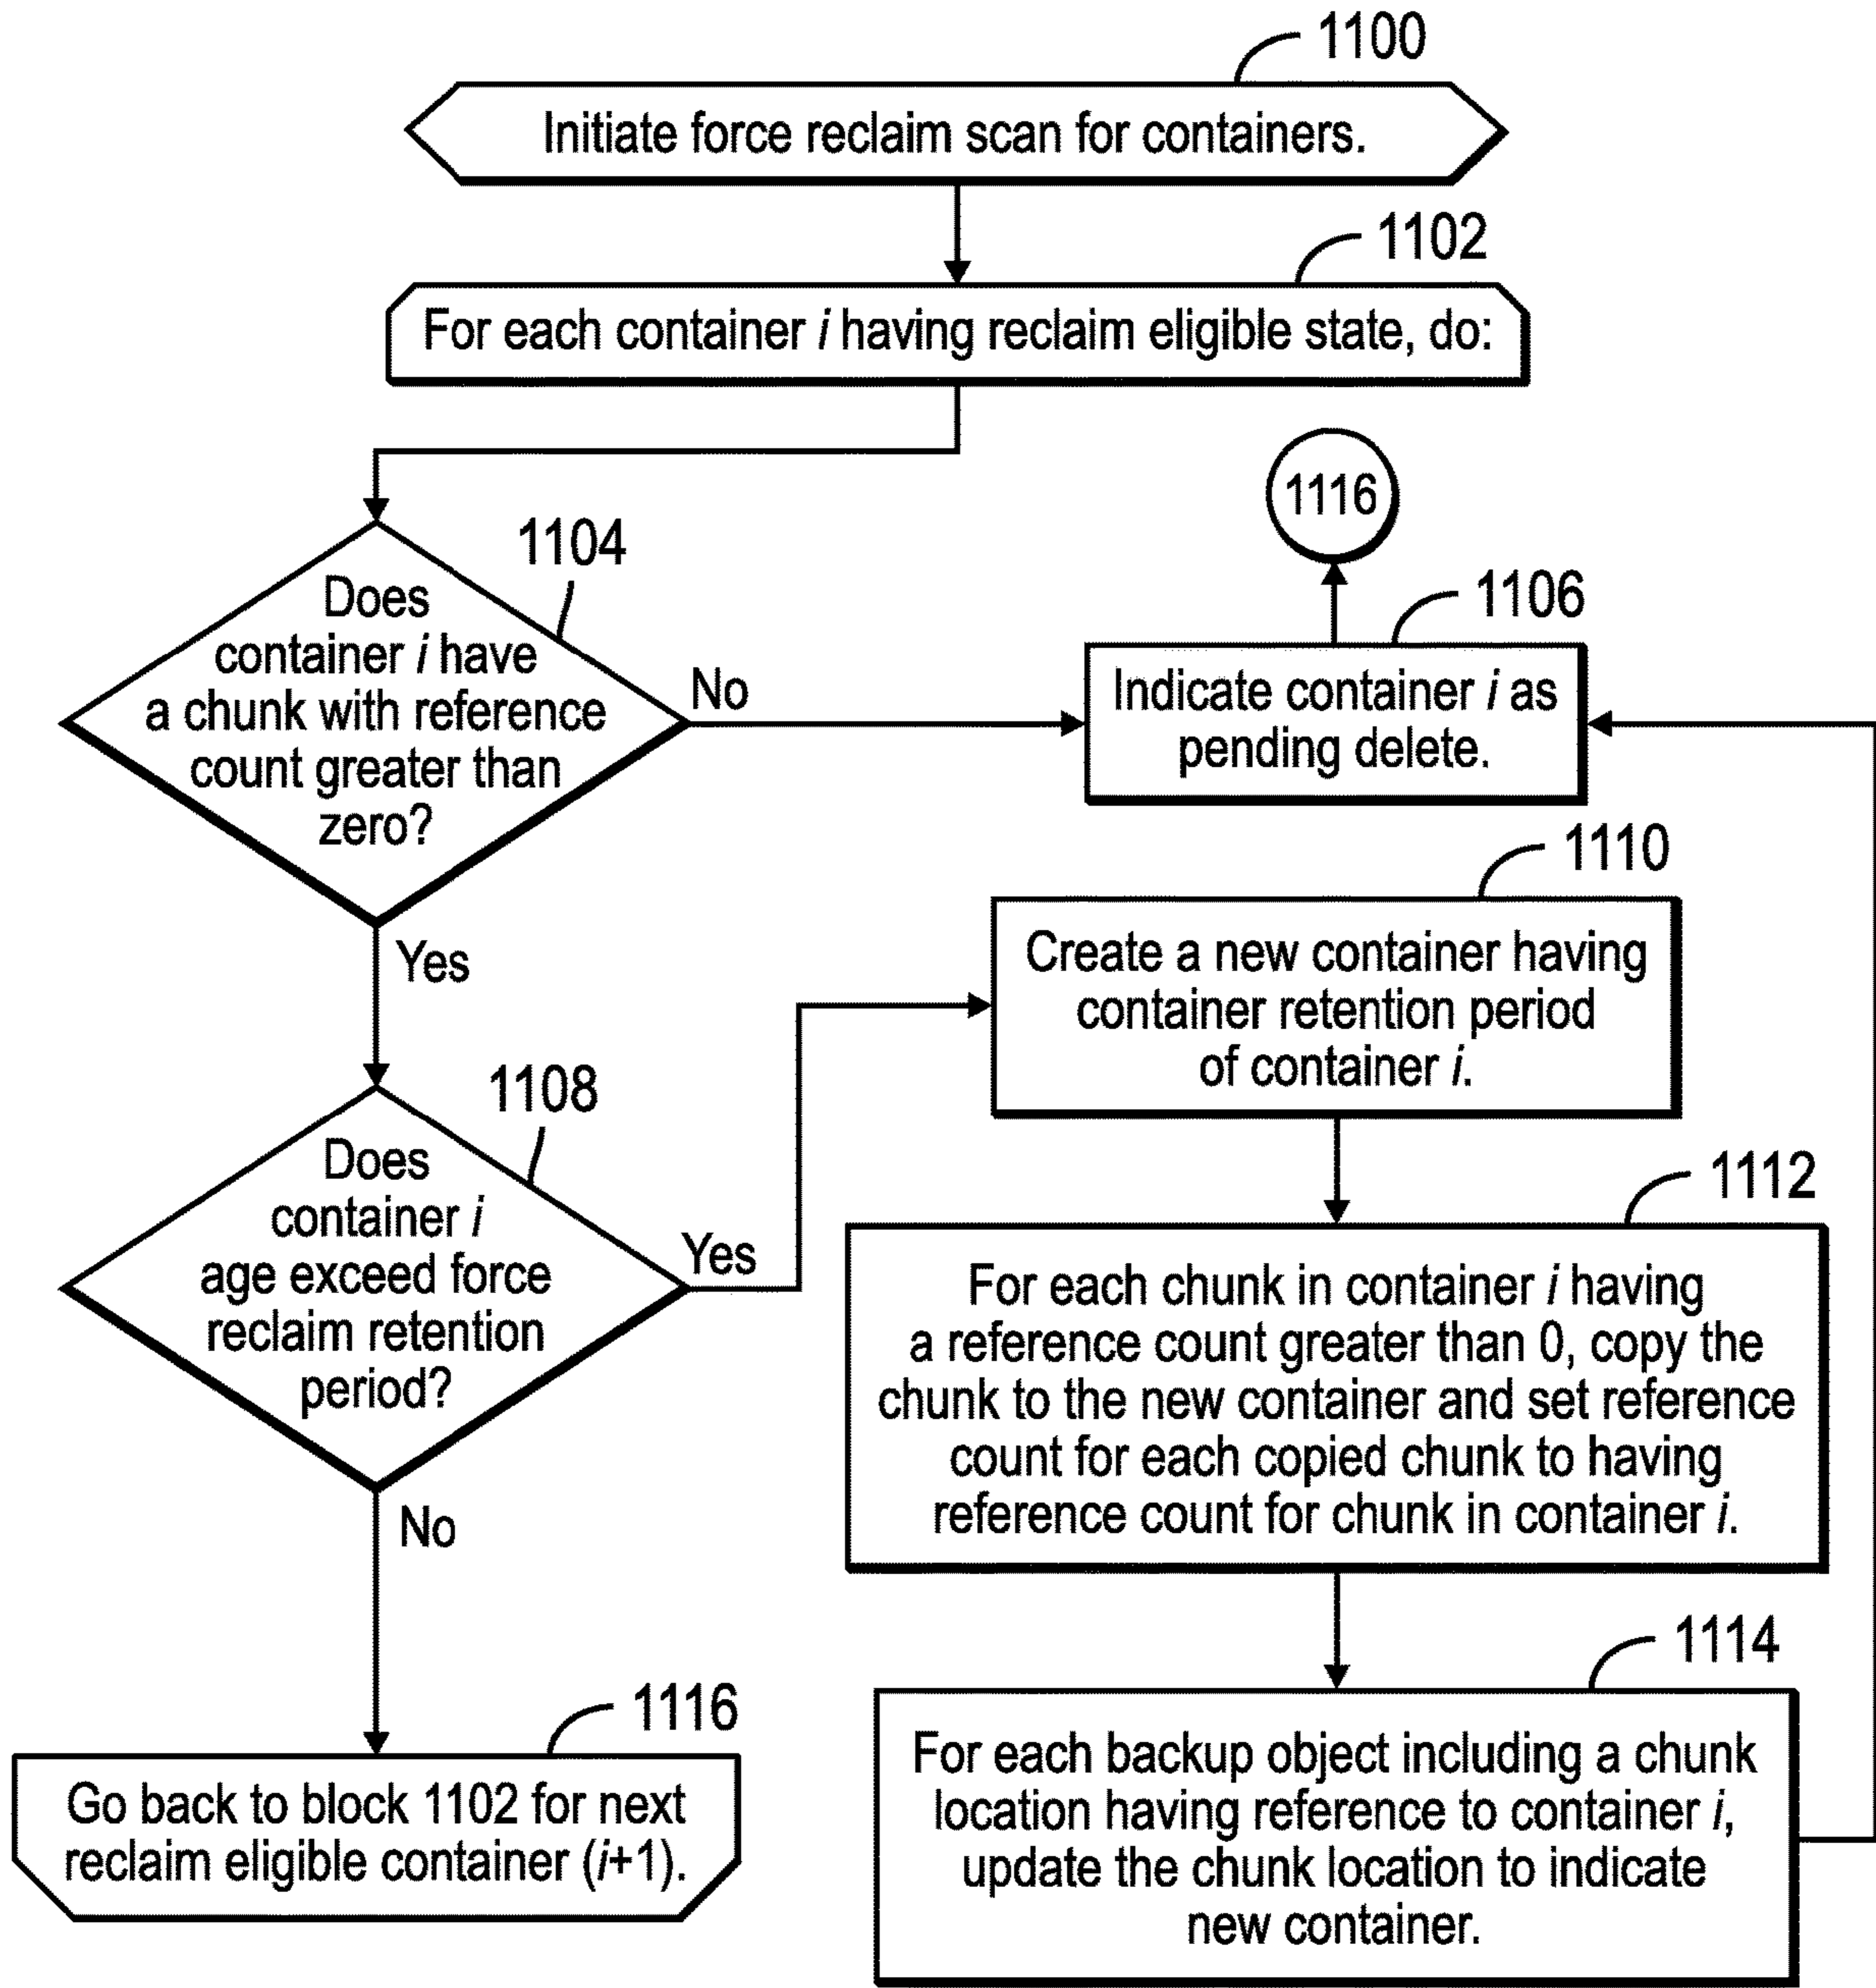 1100
Initiate force reclaim scan for containers.
1102
For each container i having reclaim eligible state, do:
1104
Does
container i have
a chunk with reference
count greater than
zero?
No
Yes
1116
1106
Indicate container i as
pending delete.
1108
Does
container i
age exceed force
reclaim retention
period?
Yes
No
1110
Create a new container having
container retention period
of container i.
1112
For each chunk in container i having
a reference count greater than 0, copy the
chunk to the new container and set reference
count for each copied chunk to having
reference count for chunk in container i.
1114
For each backup object including a chunk
location having reference to container i,
update the chunk location to indicate
new container.
1116
Go back to block 1102 for next
reclaim eligible container (i+1).